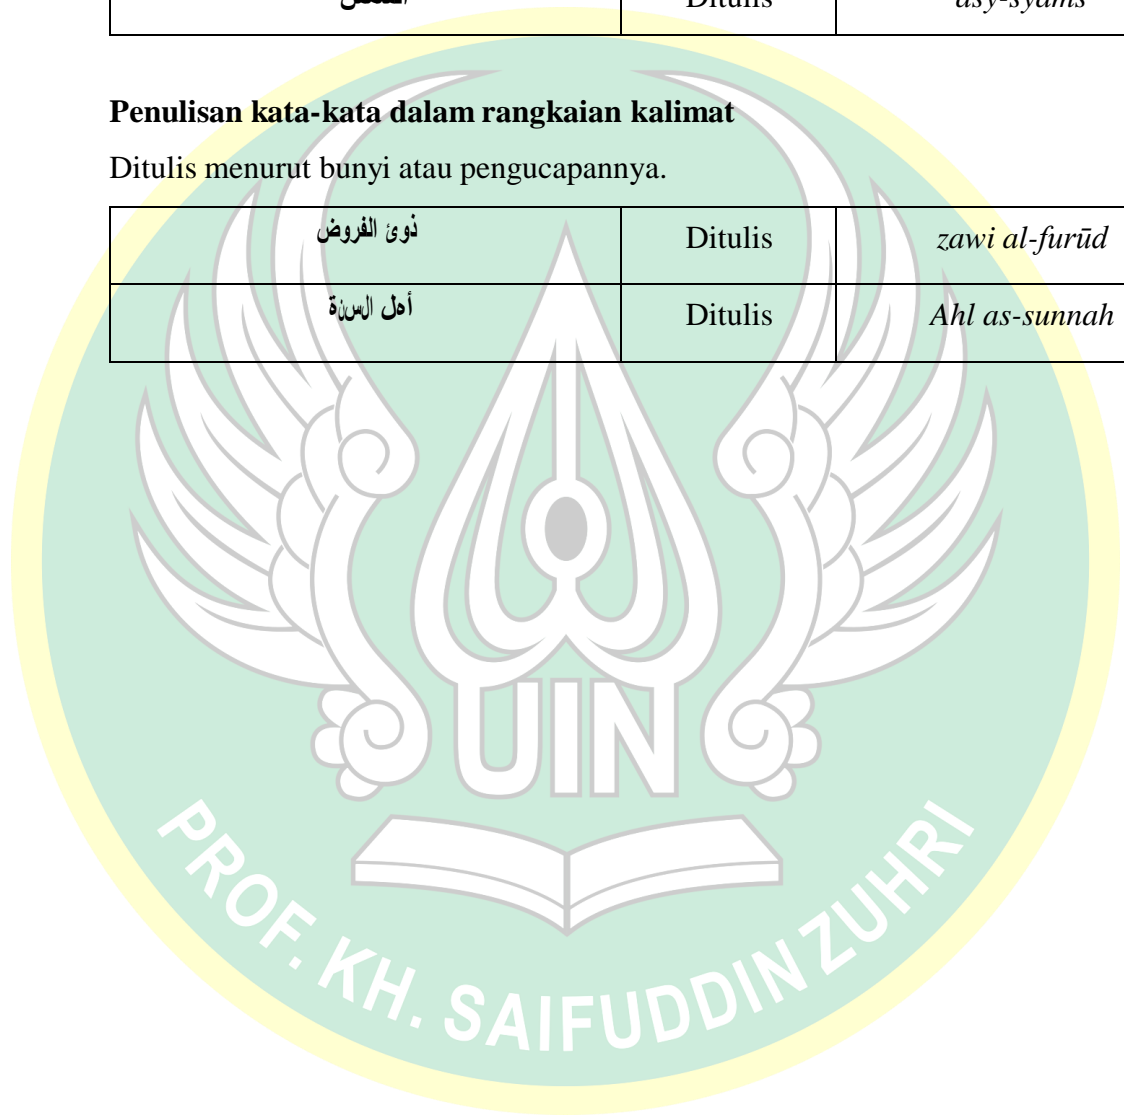 Ditulis asy-syams
Penulisan kata-kata dalam rangkaian kalimat
Ditulis menurut bunyi atau pengucapannya.
ذوئ الفروض Ditulis zawi al-furūd
أهل السنة Ditulis Ahl as-sunnah
UIN
PROF. KH. SAIFUDDIN ZUHRI